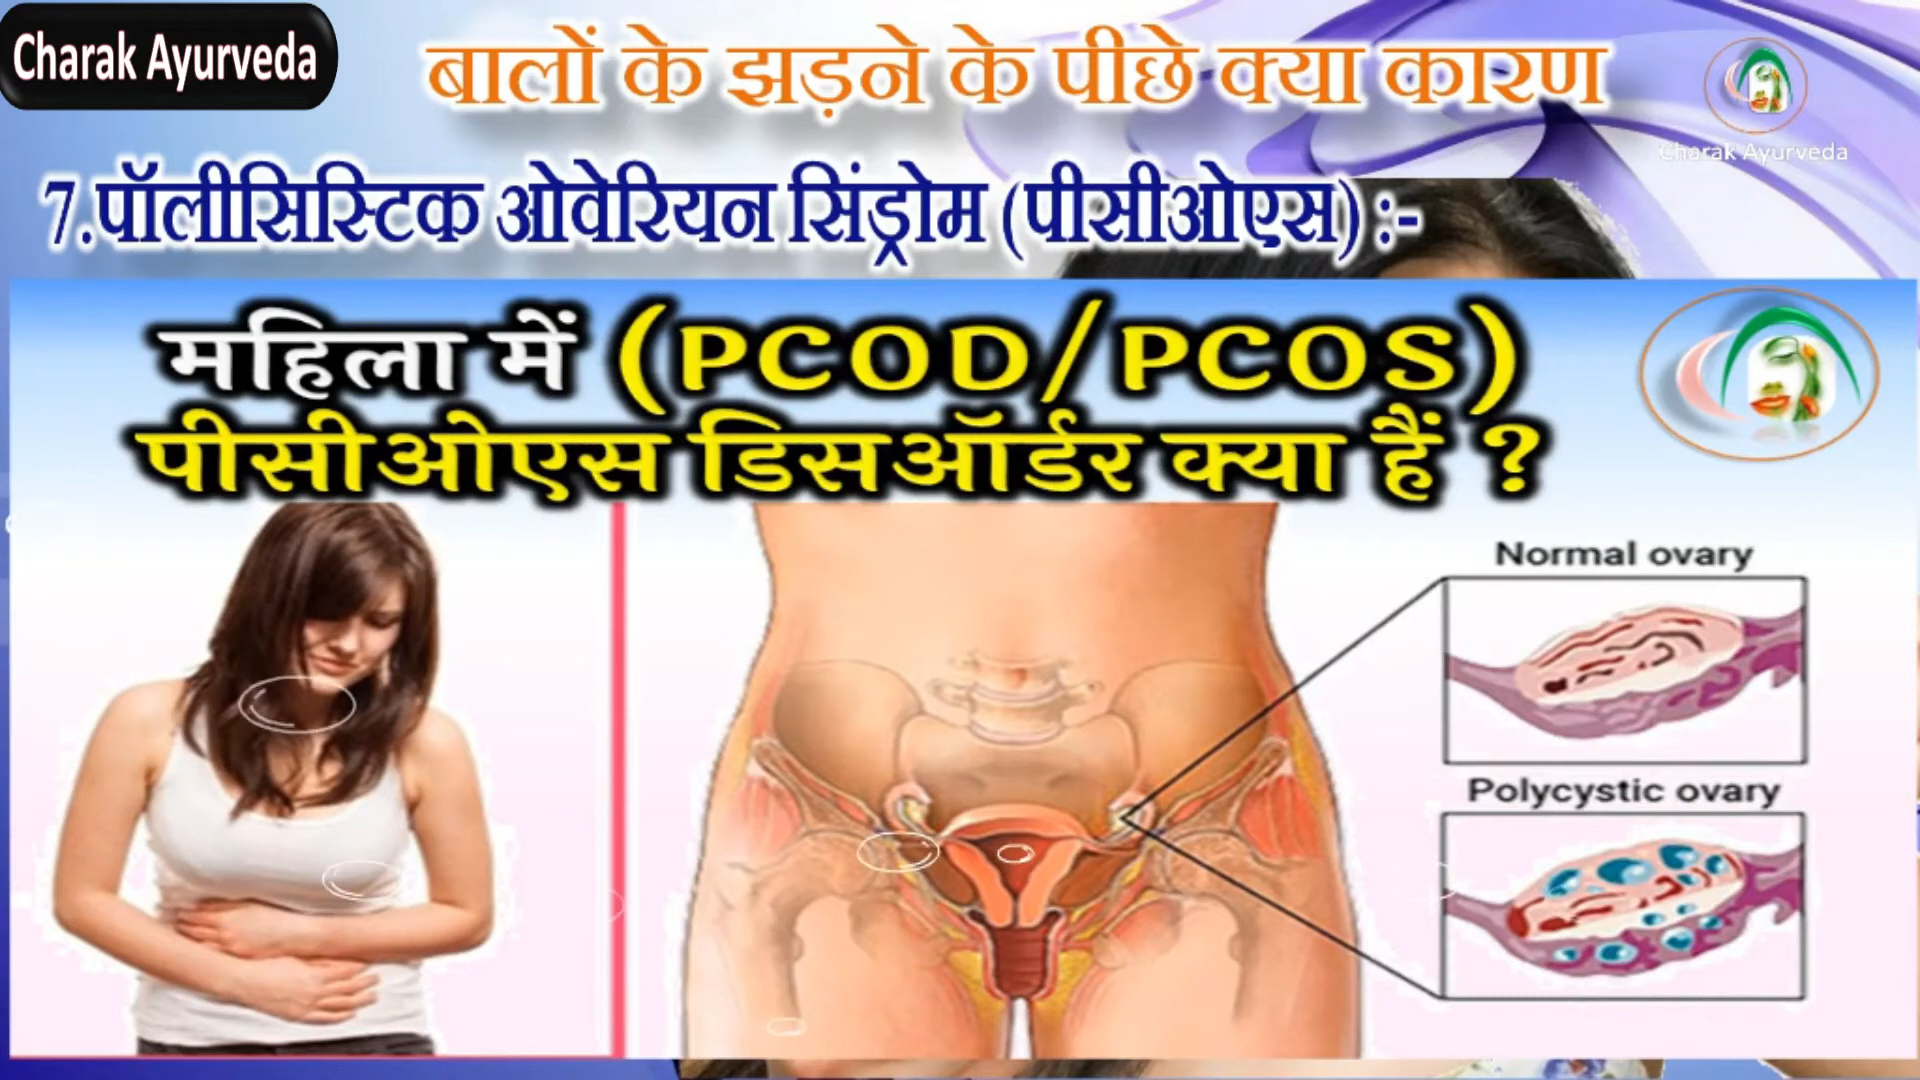 Charak Ayurveda
बालों के झड़ने के पीछे क्या कारण
Charak Ayurveda
7.पॉलीसिस्टिक ओवेरियन सिंड्रोम (पीसीओएस) :-
महिला में (PCOD/PCOS)
पीसीओएस डिसऑर्डर क्या हैं ?
Normal ovary
Polycystic ovary